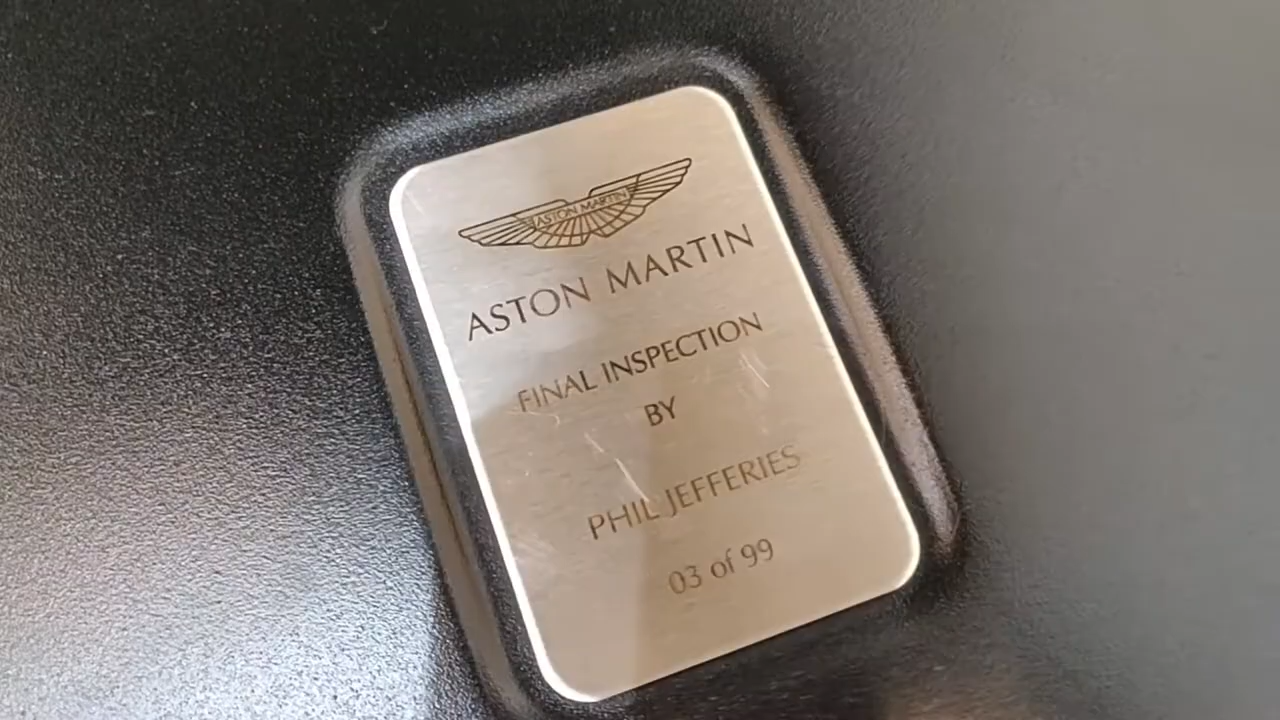 ASTON MARTIN
ASTON MARTIN
FINAL INSPECTION
BY
PHIL JEFFERIES
03 of 99